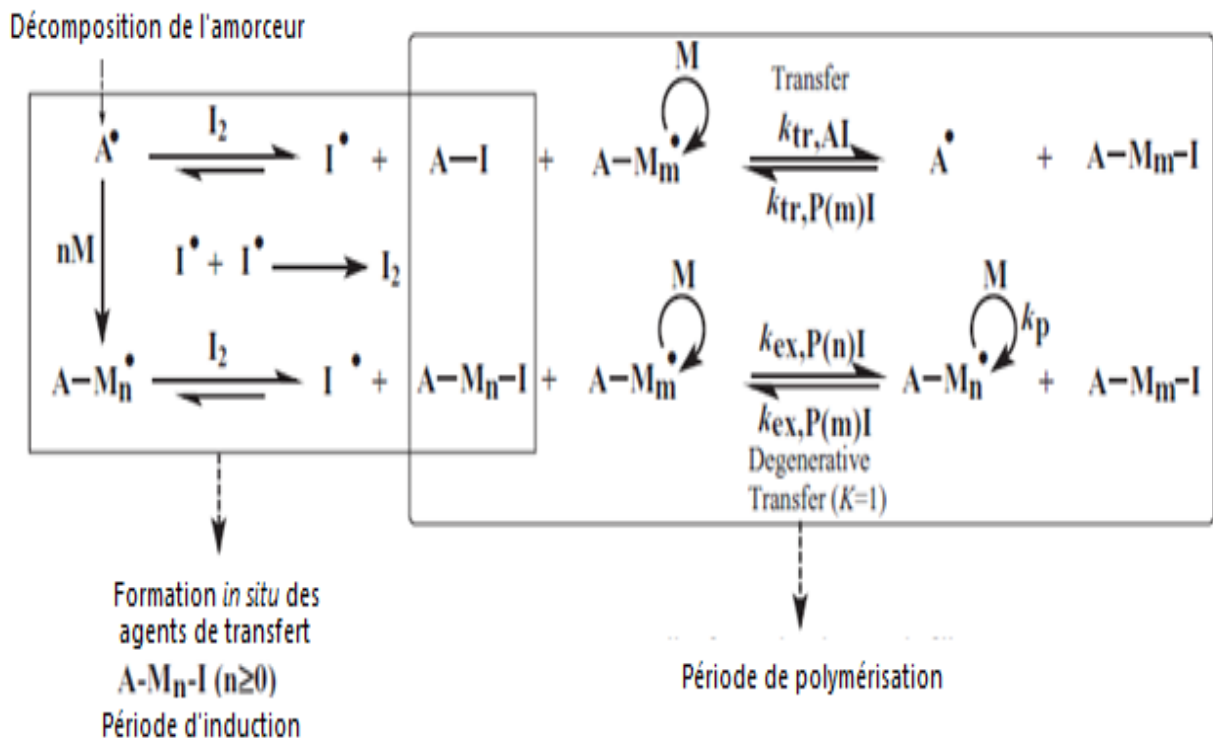 Décomposition de l'amorceur
M
Transfer
A• I2 I• + A–I + A–Mm• ktr,AI A• + A–Mm–I
ktr,P(m)I
nM I• + I• → I2
M M kp
A–Mn• I2 I• + A–Mn–I + A–Mm• kex,P(n)I A–Mn• + A–Mm–I
kex,P(m)I
Degenerative
Transfer (K=1)
Formation in situ des
agents de transfert
A-Mn-I (n≥0)
Période d'induction
Période de polymérisation